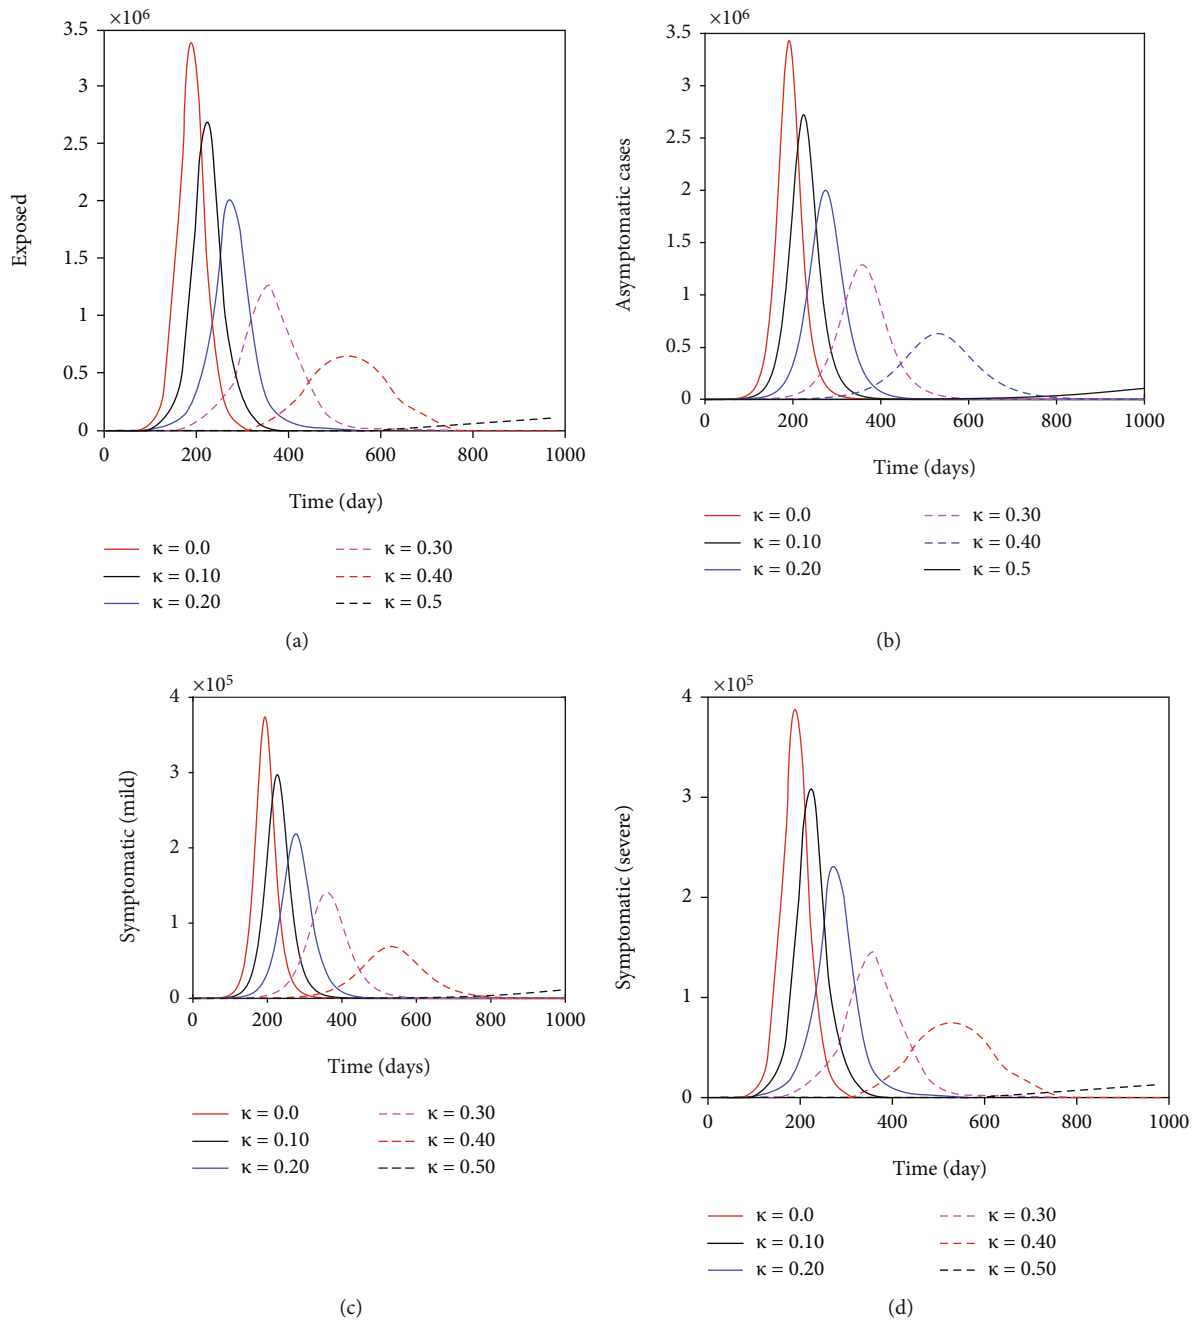 ×10⁶
3.5
3
2.5
2
1.5
1
0.5
0
Exposed
0 200 400 600 800 1000
Time (day)
κ = 0.0
κ = 0.10
κ = 0.20
κ = 0.30
κ = 0.40
κ = 0.5
(a)
×10⁶
3.5
3
2.5
2
1.5
1
0.5
0
Asymptomatic cases
0 200 400 600 800 1000
Time (days)
κ = 0.0
κ = 0.10
κ = 0.20
κ = 0.30
κ = 0.40
κ = 0.5
(b)
×10⁵
4
3
2
1
0
Symptomatic (mild)
0 200 400 600 800 1000
Time (days)
κ = 0.0
κ = 0.10
κ = 0.20
κ = 0.30
κ = 0.40
κ = 0.50
(c)
×10⁵
4
3
2
1
0
Symptomatic (severe)
0 200 400 600 800 1000
Time (day)
κ = 0.0
κ = 0.10
κ = 0.20
κ = 0.30
κ = 0.40
κ = 0.50
(d)